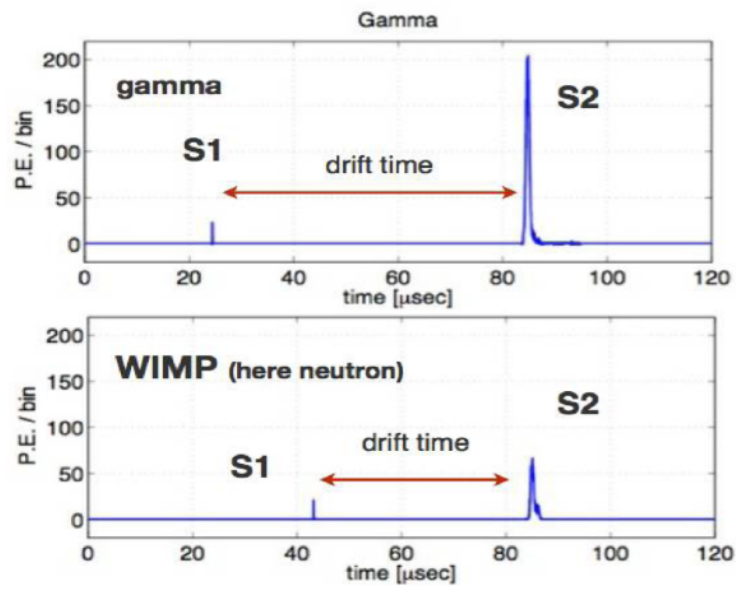 Gamma
200
150
100
50
0
P.E. / bin
gamma
S1
drift time
S2
0 20 40 60 80 100 120
time [μsec]
200
150
100
50
0
P.E. / bin
WIMP (here neutron)
S1
drift time
S2
0 20 40 60 80 100 120
time [μsec]